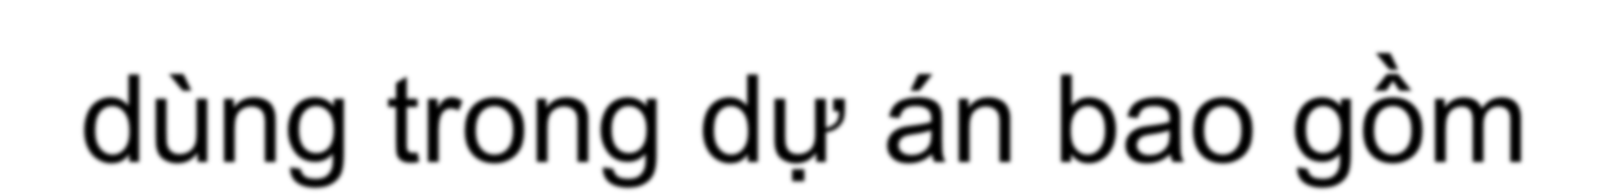 dùng trong dự án bao gồm